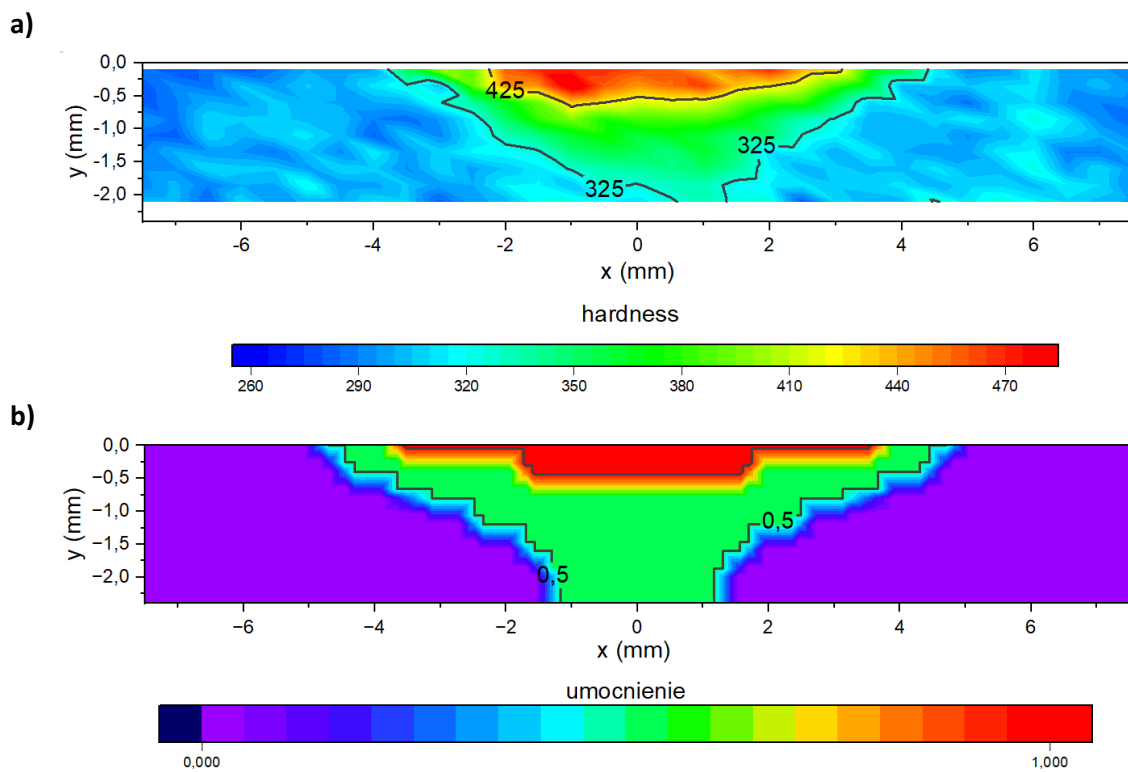 a)
0,0
-0,5
-1,0
-1,5
-2,0
y (mm)
425
325
325
-6 -4 -2 0 2 4 6
x (mm)
hardness
260 290 320 350 380 410 440 470
b)
0,0
−0,5
−1,0
−1,5
−2,0
y (mm)
0,5
0,5
−6 −4 −2 0 2 4 6
x (mm)
umocnienie
0,000 1,000